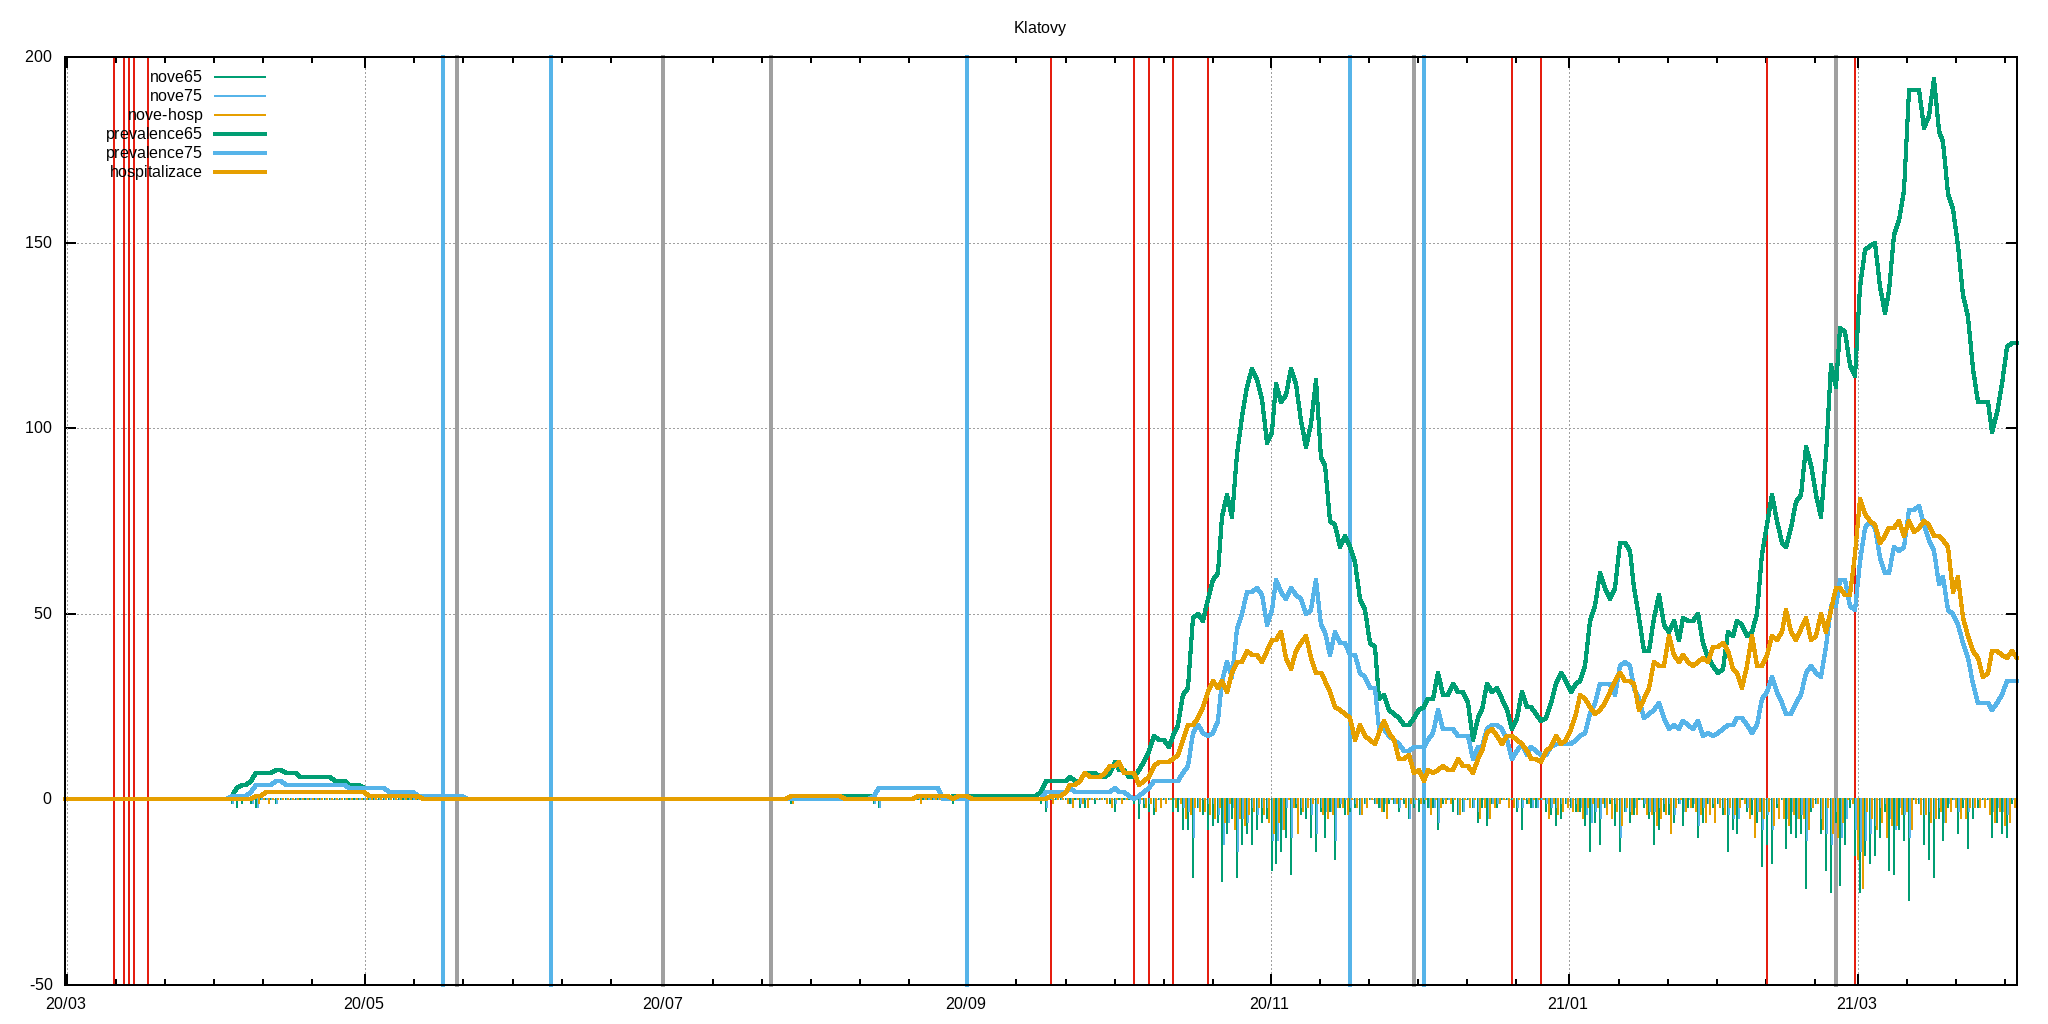 Klatovy
200
150
100
50
0
-50
nove65
nove75
nove-hosp
prevalence65
prevalence75
hospitalizace
20/03 20/05 20/07 20/09 20/11 21/01 21/03